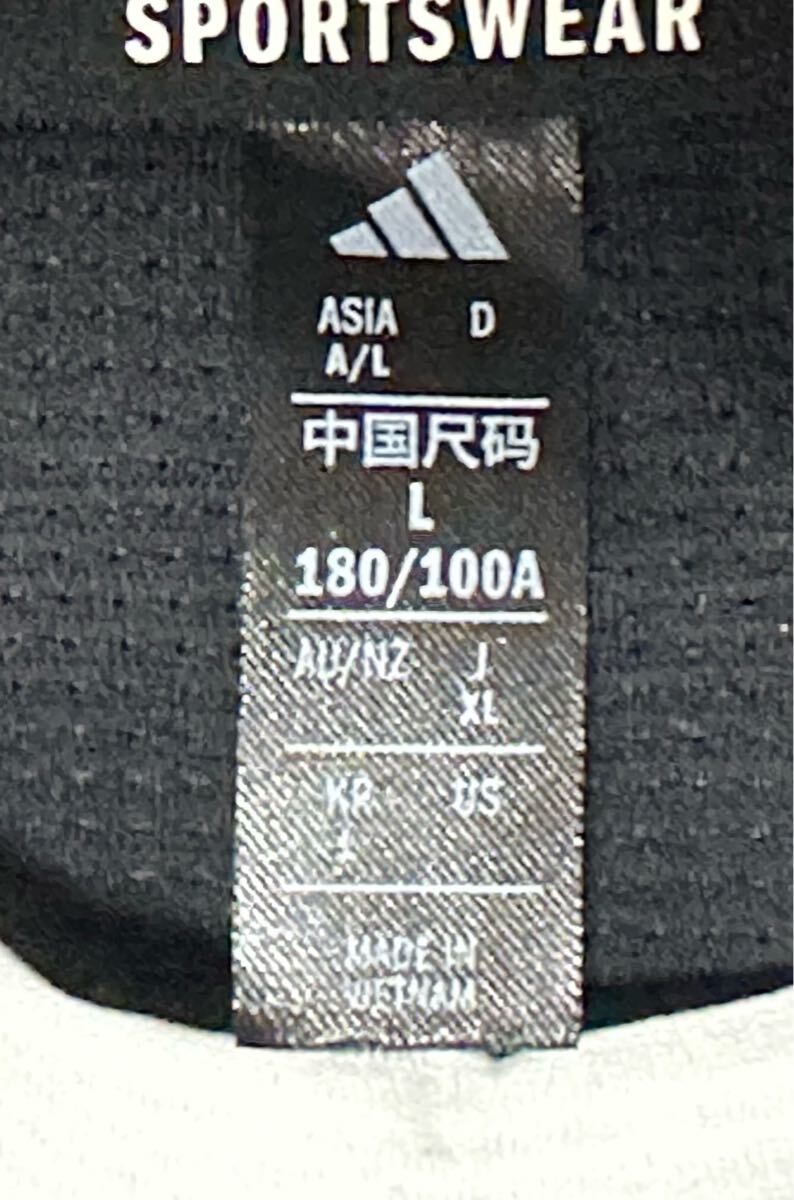 SPORTSWEAR
ASIA D
A/L
中国尺码
L
180/100A
AU/NZ J
XL
KR US
MADE IN
VIETNAM